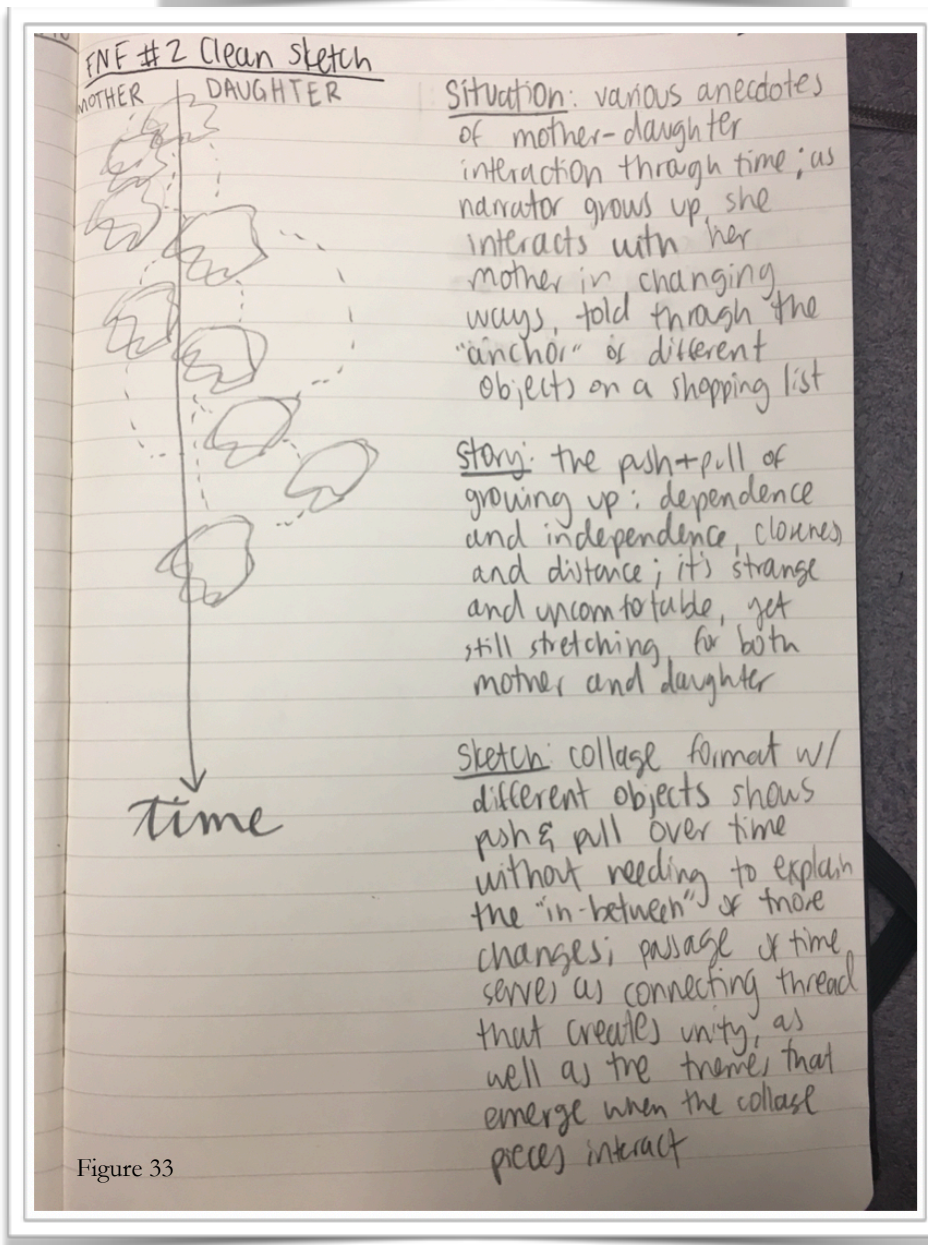 FNF #2 Clean Sketch
MOTHER
DAUGHTER
time
Situation: various anecdotes
of mother-daughter
interaction through time; as
narrator grows up, she
interacts with her
mother in changing
ways, told through the
"anchor" of different
objects on a shopping list
Story: the push+pull of
growing up: dependence
and independence, closeness
and distance; it's strange
and uncomfotable, yet
still stretching, for both
mother and daughter
Sketch: collage format w/
different objects shows
push & pull over time
without needing to explain
the "in-between" of those
changes; passage of time
serves as connecting thread
that creates unity, as
well as the themes that
emerge when the collage
pieces interact
Figure 33